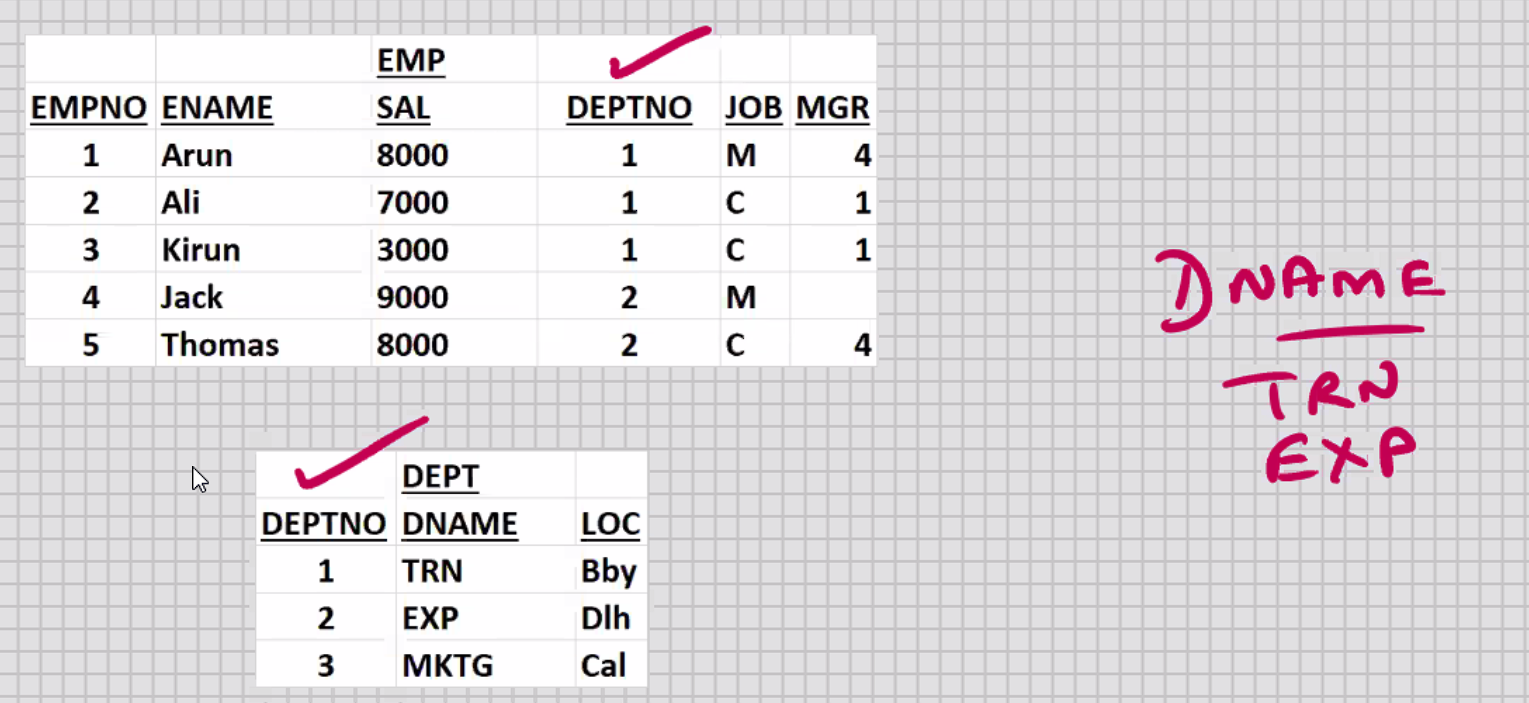 EMP
EMPNO ENAME SAL DEPTNO JOB MGR
1 Arun 8000 1 M 4
2 Ali 7000 1 C 1
3 Kirun 3000 1 C 1
4 Jack 9000 2 M
5 Thomas 8000 2 C 4
DEPT
DEPTNO DNAME LOC
1 TRN Bby
2 EXP Dlh
3 MKTG Cal
DNAME
TRN
EXP